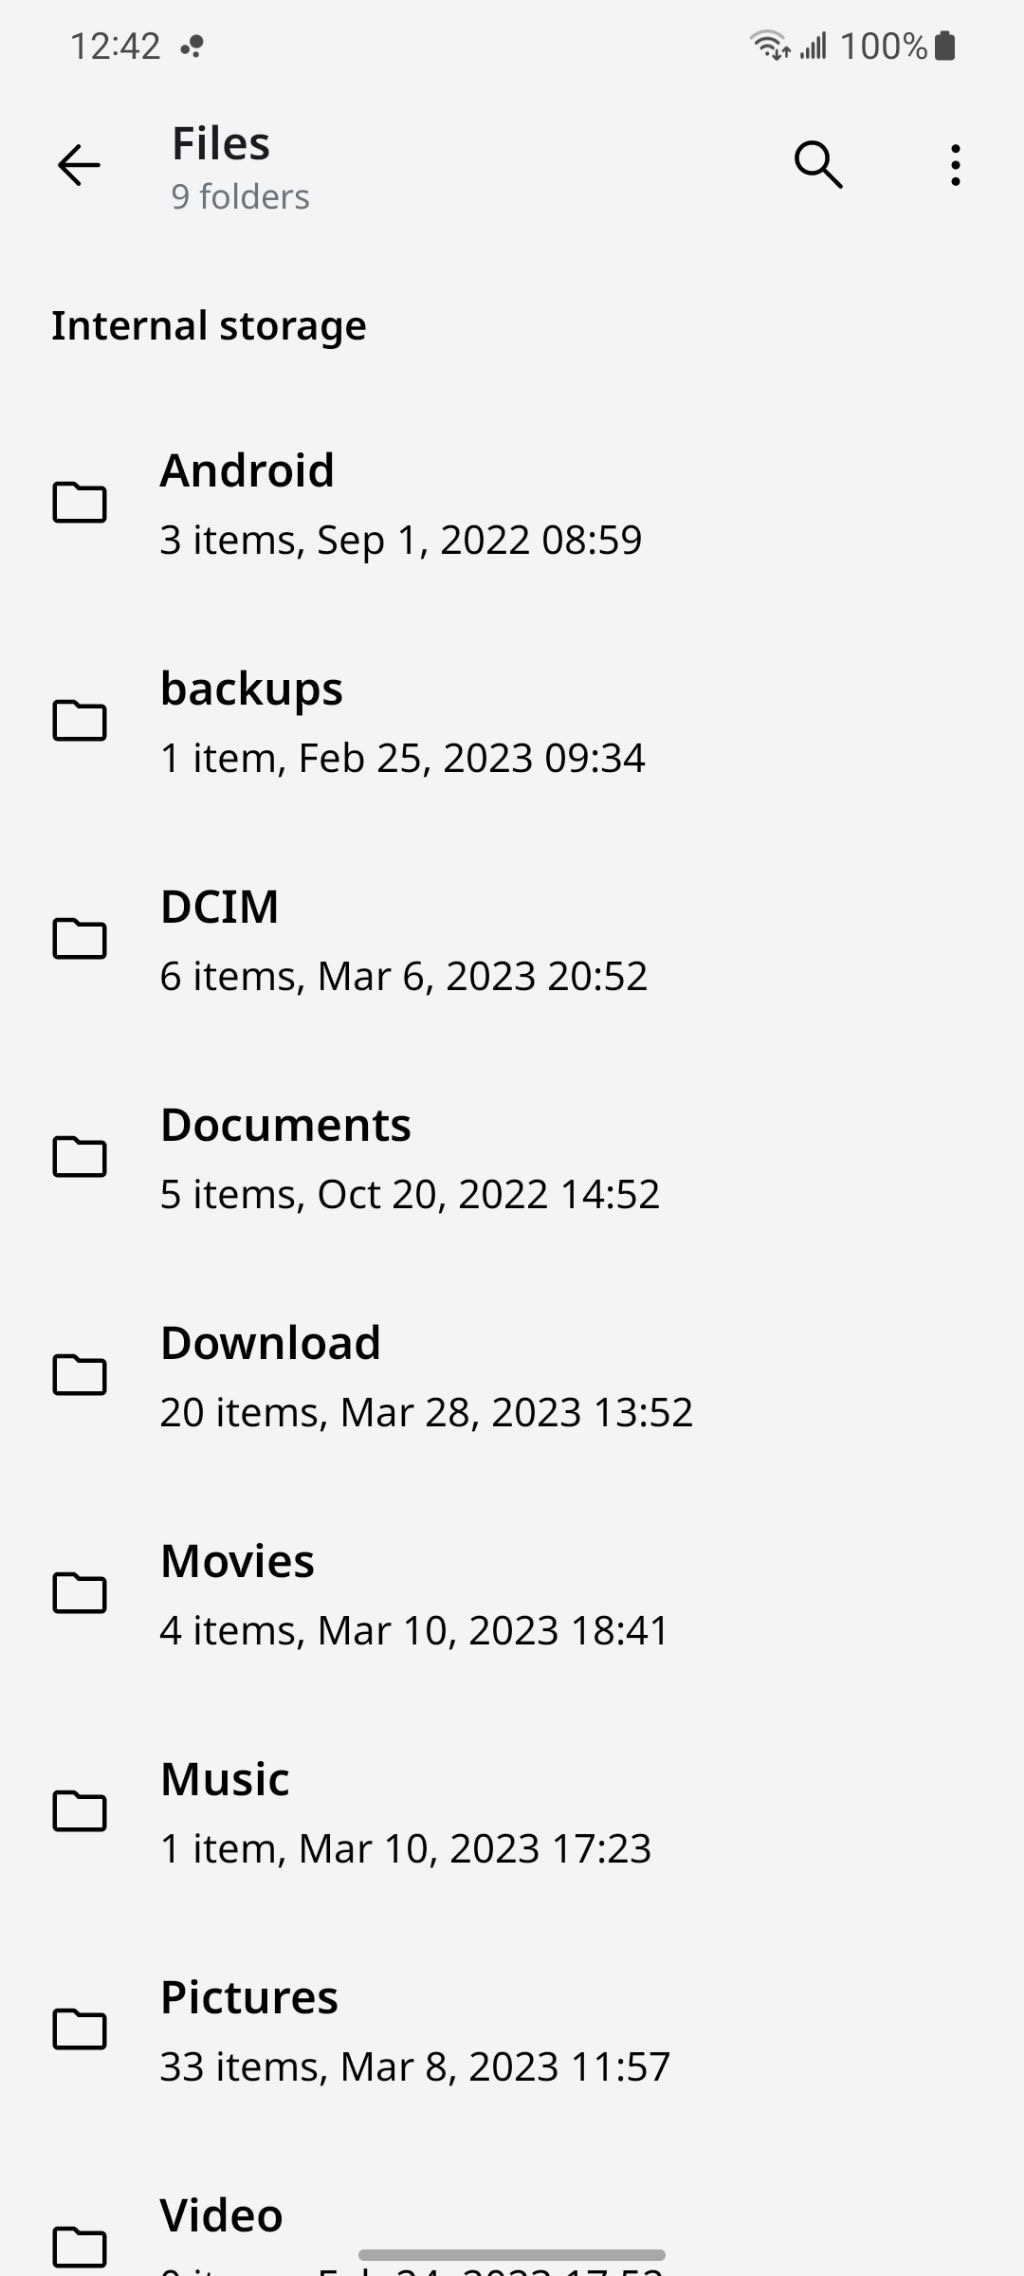 12:42
100%
Files
9 folders
Internal storage
Android
3 items, Sep 1, 2022 08:59
backups
1 item, Feb 25, 2023 09:34
DCIM
6 items, Mar 6, 2023 20:52
Documents
5 items, Oct 20, 2022 14:52
Download
20 items, Mar 28, 2023 13:52
Movies
4 items, Mar 10, 2023 18:41
Music
1 item, Mar 10, 2023 17:23
Pictures
33 items, Mar 8, 2023 11:57
Video